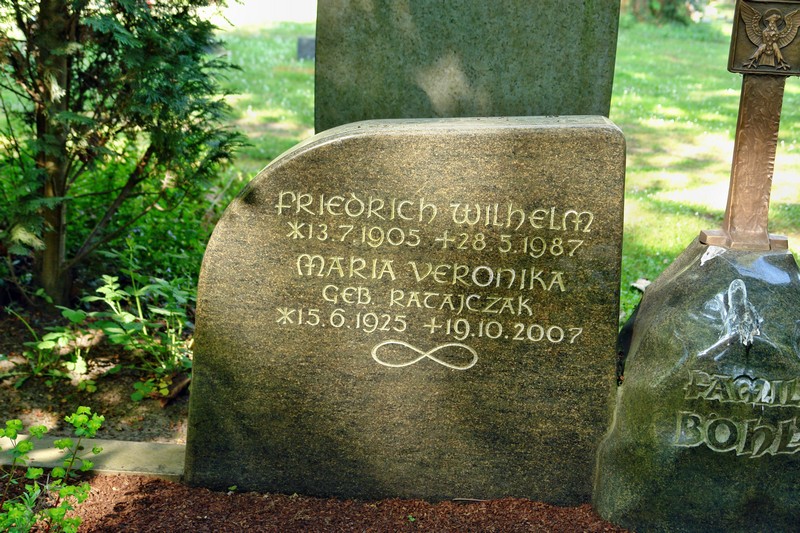 FRIEDRICH WILHELM
*13.7.1905 +28.5.1987
MARIA VERONIKA
GEB. RATAJCZAK
*15.6.1925 +19.10.2007